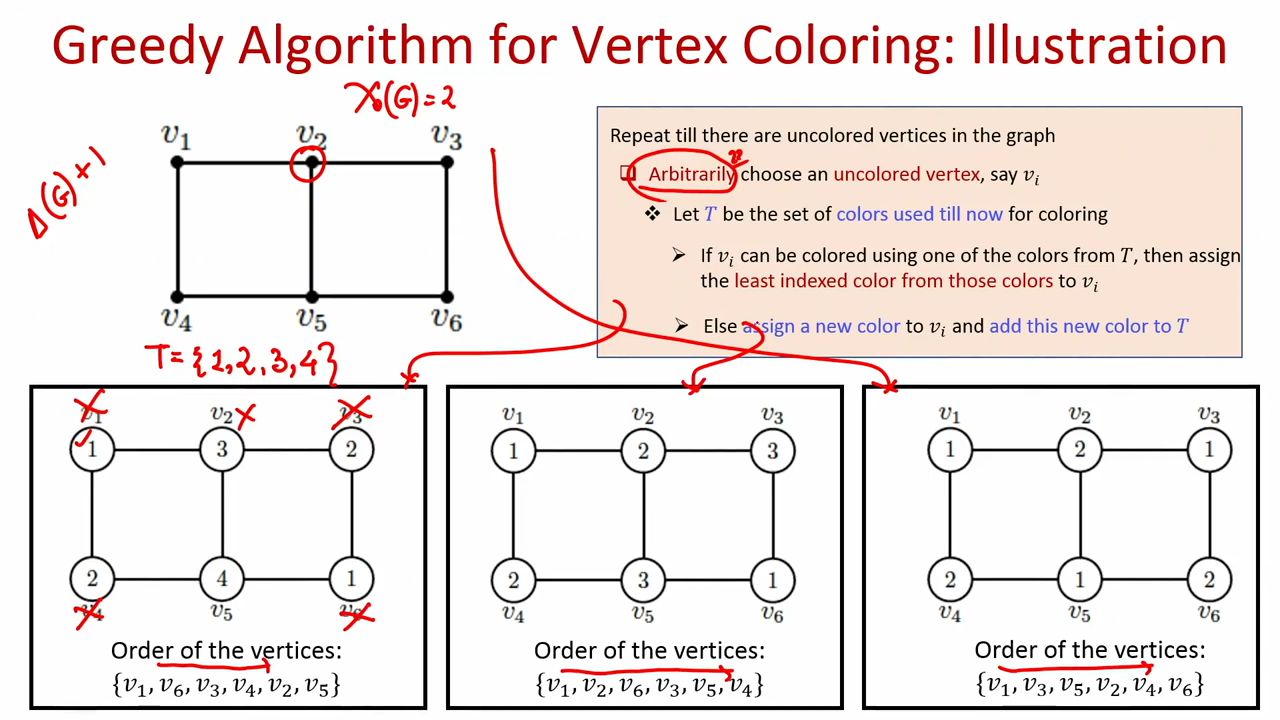 Greedy Algorithm for Vertex Coloring: Illustration
χ(G)=2
Δ(G)+1
v₁ v₂ v₃
v₄ v₅ v₆
T={1,2,3,4}
Repeat till there are uncolored vertices in the graph
❑ Arbitrarily choose an uncolored vertex, say vᵢ
❖ Let T be the set of colors used till now for coloring
➢ If vᵢ can be colored using one of the colors from T, then assign
the least indexed color from those colors to vᵢ
➢ Else assign a new color to vᵢ and add this new color to T
v₁ v₂ v₃
1 3 2
2 4 1
v₄ v₅ v₆
Order of the vertices:
{v₁, v₆, v₃, v₄, v₂, v₅}
v₁ v₂ v₃
1 2 3
2 3 1
v₄ v₅ v₆
Order of the vertices:
{v₁, v₂, v₆, v₃, v₅, v₄}
v₁ v₂ v₃
1 2 1
2 1 2
v₄ v₅ v₆
Order of the vertices:
{v₁, v₃, v₅, v₂, v₄, v₆}